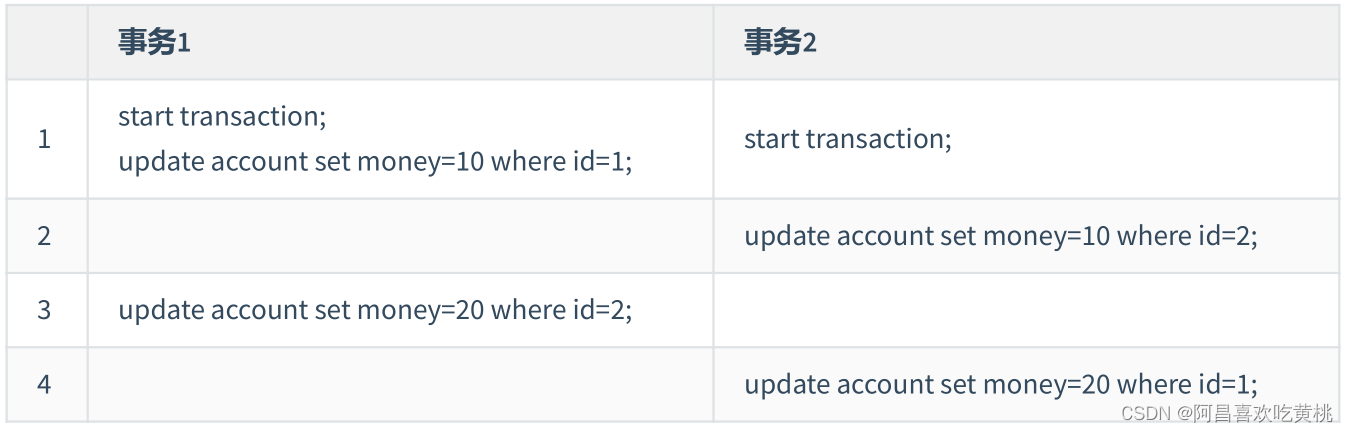 事务1
事务2
1
start transaction;
update account set money=10 where id=1;
start transaction;
2
update account set money=10 where id=2;
3
update account set money=20 where id=2;
4
update account set money=20 where id=1;
CSDN @阿昌喜欢吃黄桃